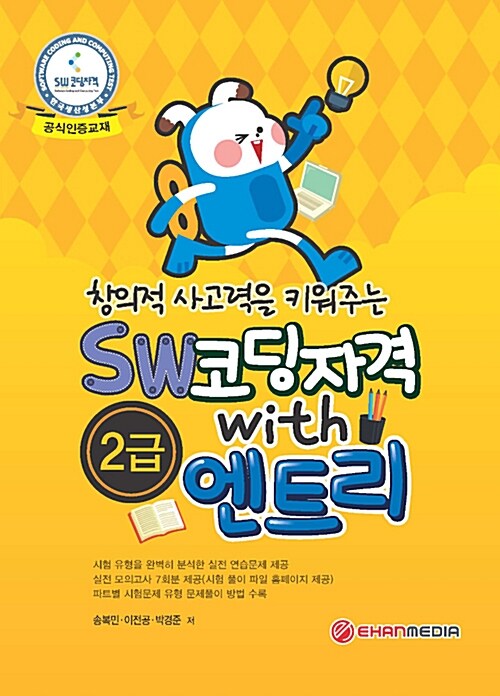 SOFTWARE CODING AND COMPUTING TEST
SW코딩자격
한국생산성본부
공식인증교재
창의적 사고력을 키워주는
SW코딩자격
2급
with
엔트리
시험 유형을 완벽히 분석한 실전 연습문제 제공
실전 모의고사 7회분 제공(시험 풀이 파일 홈페이지 제공)
파트별 시험문제 유형 문제풀이 방법 수록
송복민·이전공·박경준 저
EHANMEDIA